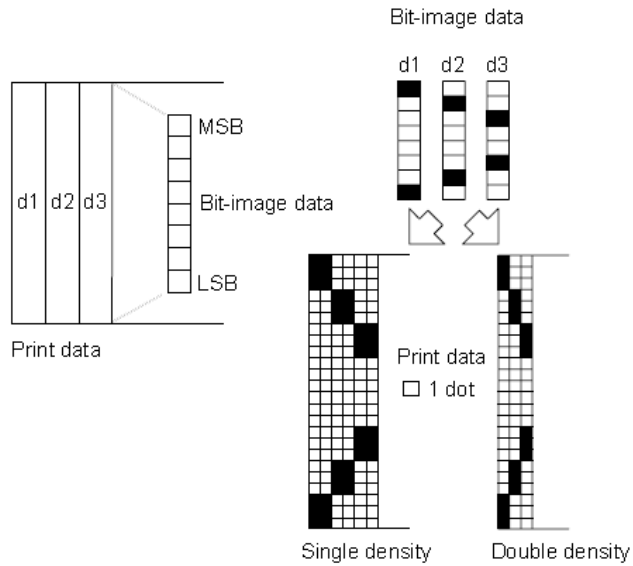 Bit-image data
d1 d2 d3
MSB
d1 d2 d3
Bit-image data
LSB
Print data
Print data
1 dot
Single density
Double density